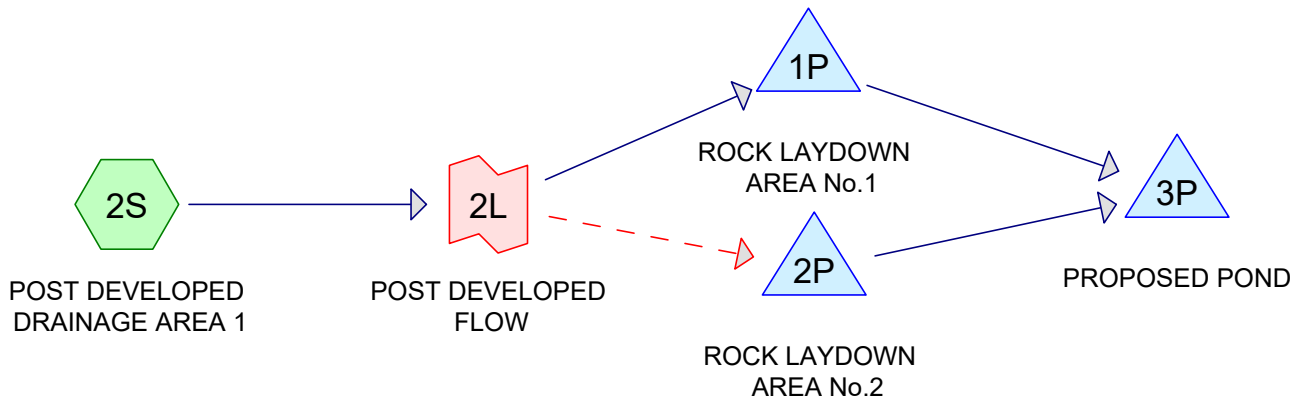 2S
POST DEVELOPED
DRAINAGE AREA 1
2L
POST DEVELOPED
FLOW
1P
ROCK LAYDOWN
AREA No.1
2P
ROCK LAYDOWN
AREA No.2
3P
PROPOSED POND